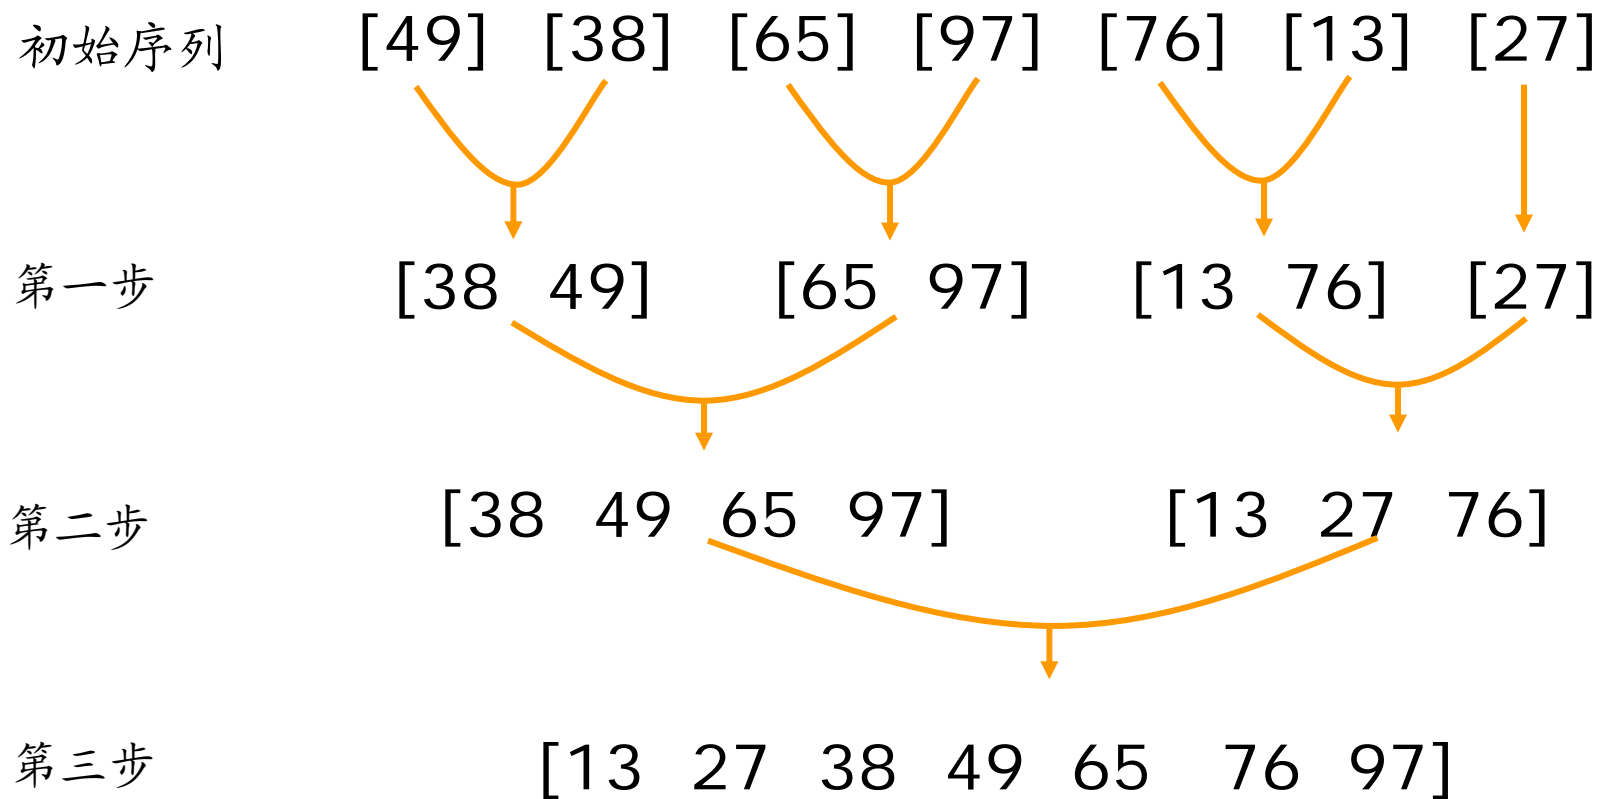 初始序列 [49] [38] [65] [97] [76] [13] [27]
第一步 [38 49] [65 97] [13 76] [27]
第二步 [38 49 65 97] [13 27 76]
第三步 [13 27 38 49 65 76 97]